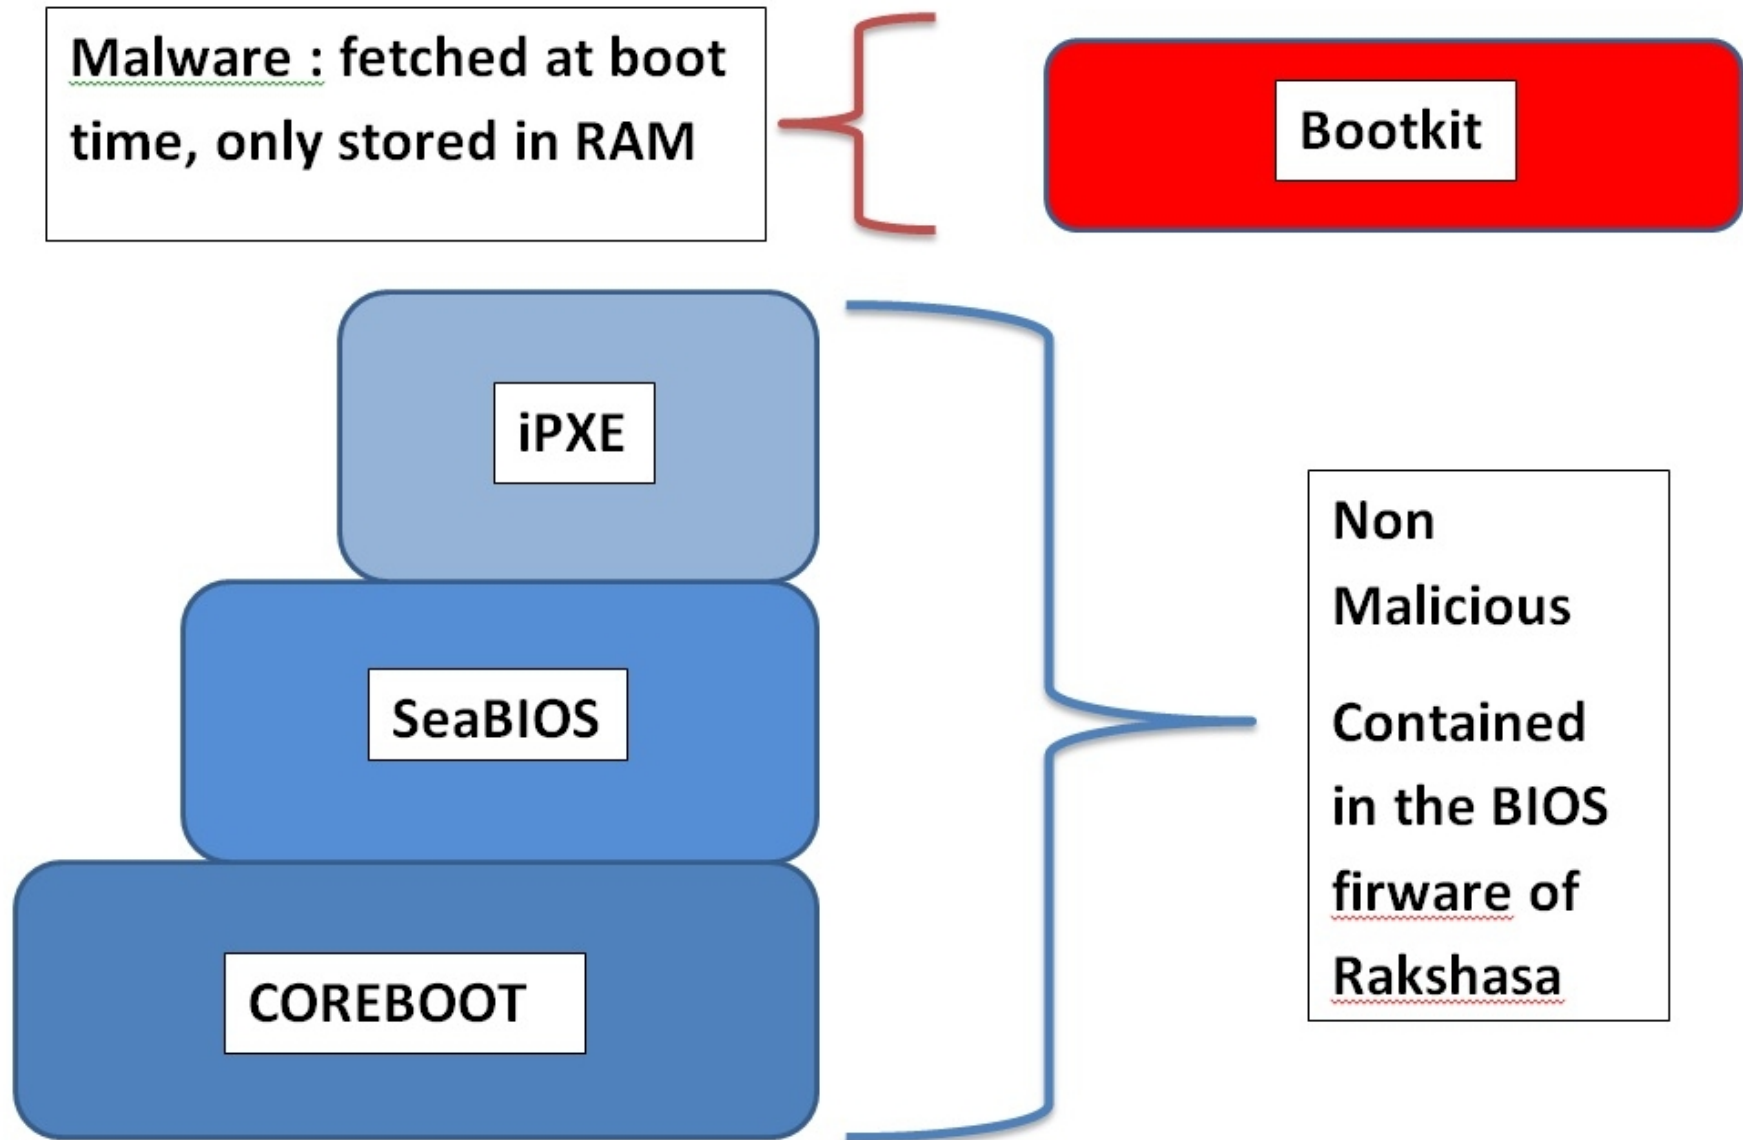 Malware : fetched at boot
time, only stored in RAM
Bootkit
iPXE
SeaBIOS
COREBOOT
Non
Malicious
Contained
in the BIOS
firware of
Rakshasa